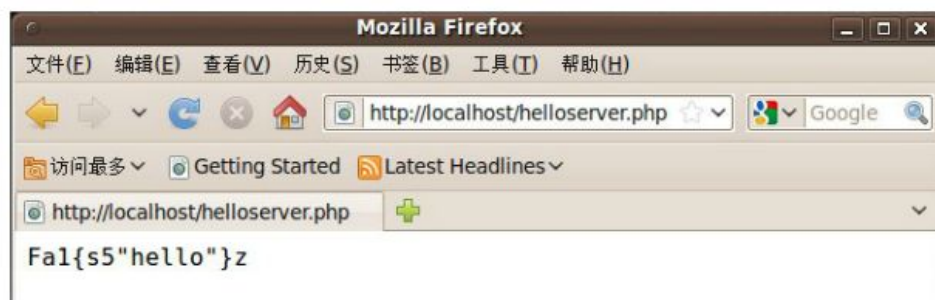 Mozilla Firefox
文件(F) 编辑(E) 查看(V) 历史(S) 书签(B) 工具(T) 帮助(H)
http://localhost/helloserver.php Google
访问最多 Getting Started Latest Headlines
http://localhost/helloserver.php
Fa1{s5"hello"}z